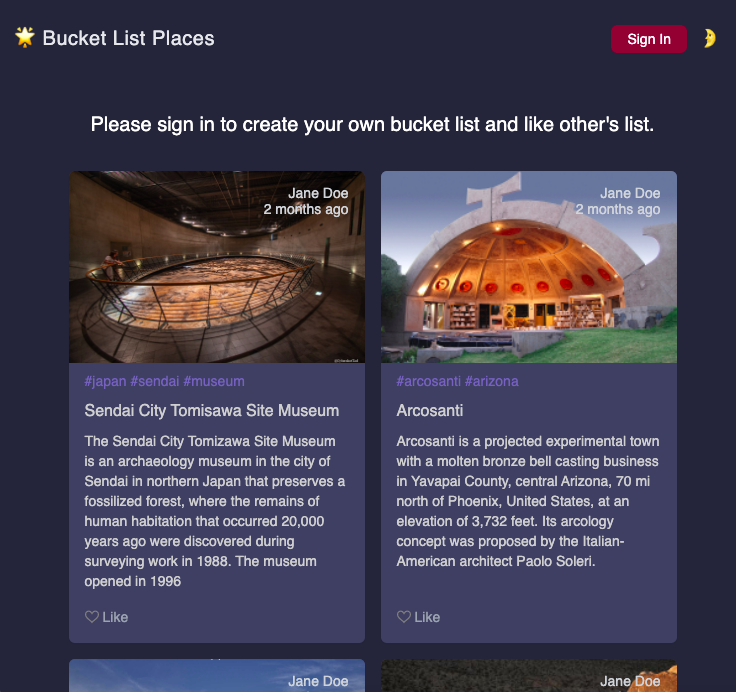 Bucket List Places
Sign In
Please sign in to create your own bucket list and like other's list.
Jane Doe
2 months ago
#japan #sendai #museum
Sendai City Tomisawa Site Museum
The Sendai City Tomizawa Site Museum
is an archaeology museum in the city of
Sendai in northern Japan that preserves a
fossilized forest, where the remains of
human habitation that occurred 20,000
years ago were discovered during
surveying work in 1988. The museum
opened in 1996
Like
Jane Doe
2 months ago
#arcosanti #arizona
Arcosanti
Arcosanti is a projected experimental town
with a molten bronze bell casting business
in Yavapai County, central Arizona, 70 mi
north of Phoenix, United States, at an
elevation of 3,732 feet. Its arcology
concept was proposed by the Italian-
American architect Paolo Soleri.
Like
Jane Doe
Jane Doe